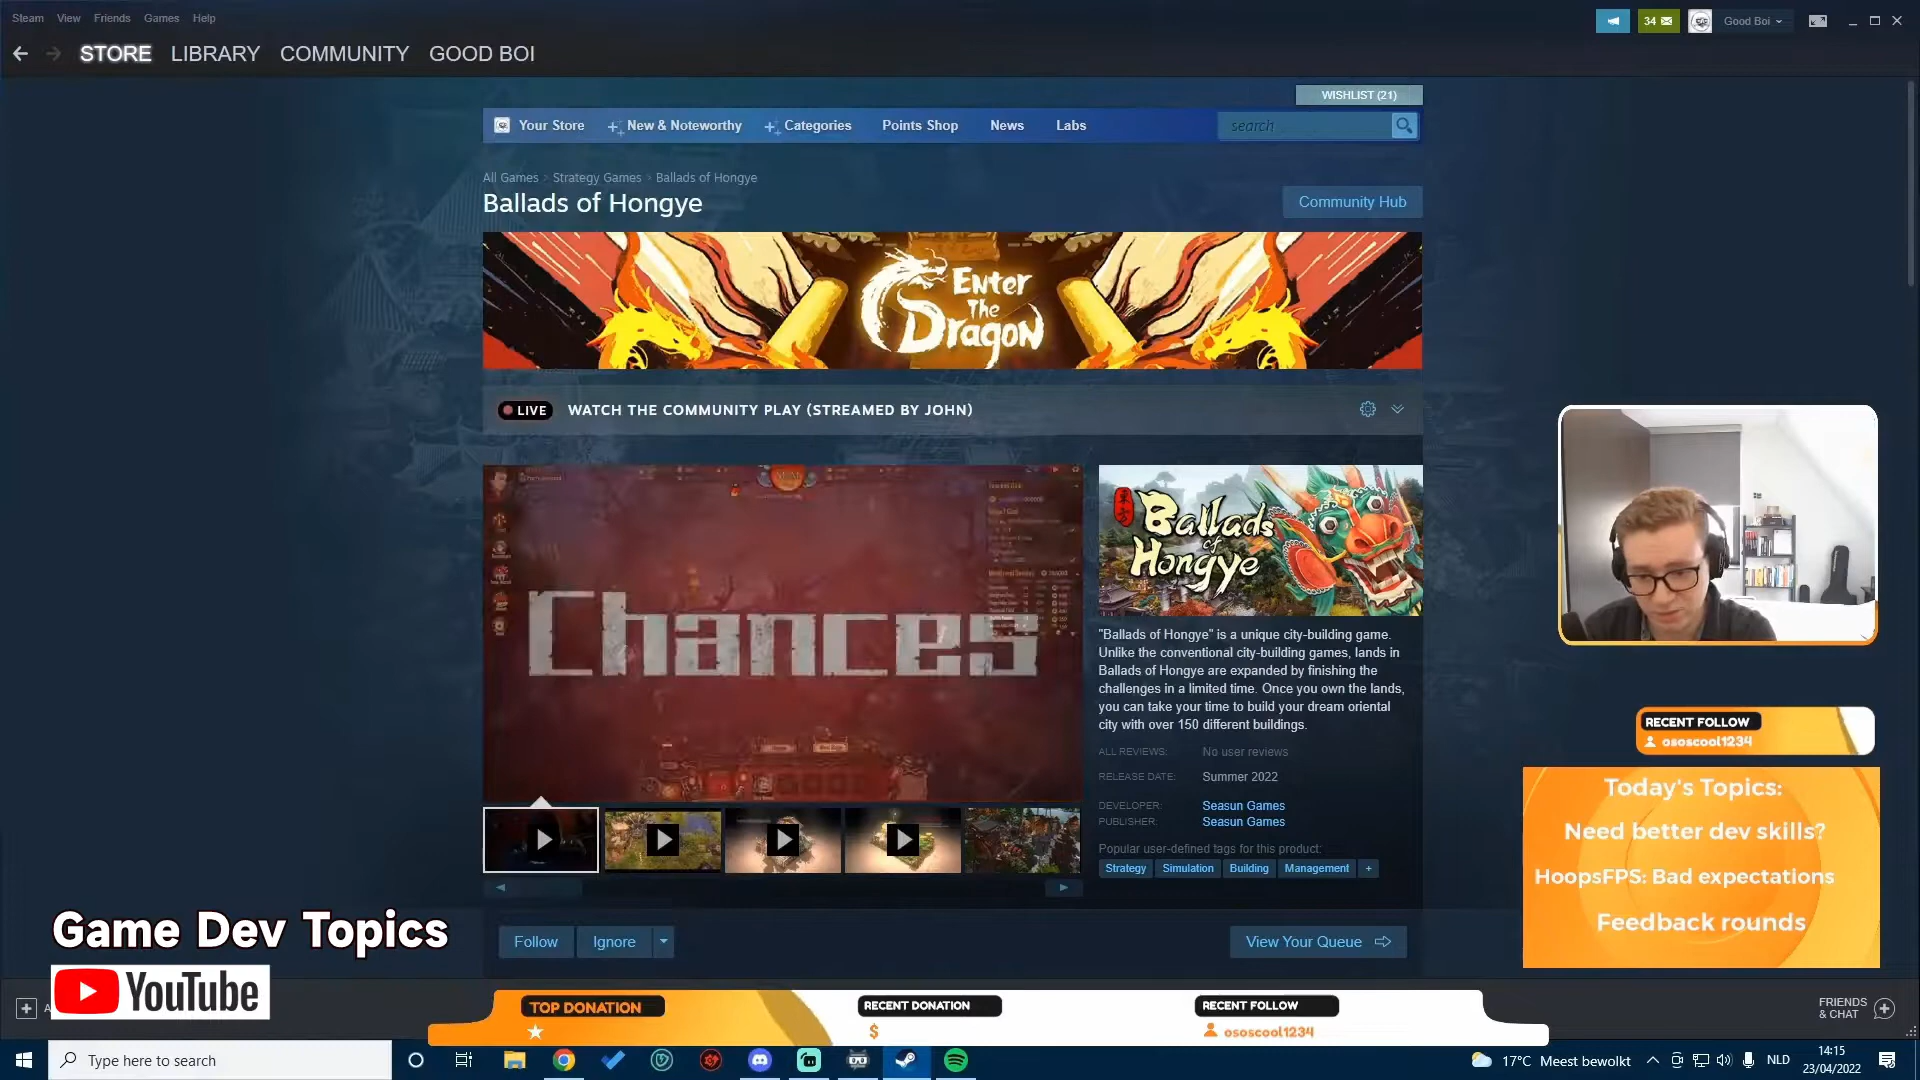 Steam View Friends Games Help
34
Good Boi
STORE LIBRARY COMMUNITY GOOD BOI
WISHLIST (21)
Your Store New & Noteworthy Categories Points Shop News Labs search
All Games > Strategy Games > Ballads of Hongye
Ballads of Hongye
Community Hub
Enter
The
Dragon
LIVE WATCH THE COMMUNITY PLAY (STREAMED BY JOHN)
Chances
Ballads
of
Hongye
"Ballads of Hongye" is a unique city-building game.
Unlike the conventional city-building games, lands in
Ballads of Hongye are expanded by finishing the
challenges in a limited time. Once you own the lands,
you can take your time to build your dream oriental
city with over 150 different buildings.
ALL REVIEWS: No user reviews
RELEASE DATE: Summer 2022
DEVELOPER: Seasun Games
PUBLISHER: Seasun Games
Popular user-defined tags for this product:
Strategy Simulation Building Management +
Follow Ignore
View Your Queue
RECENT FOLLOW
ososcool1234
Today's Topics:
Need better dev skills?
HoopsFPS: Bad expectations
Feedback rounds
Game Dev Topics
YouTube
TOP DONATION
RECENT DONATION
$
RECENT FOLLOW
ososcool1234
FRIENDS
& CHAT
Type here to search
17°C Meest bewolkt
NLD
14:15
23/04/2022